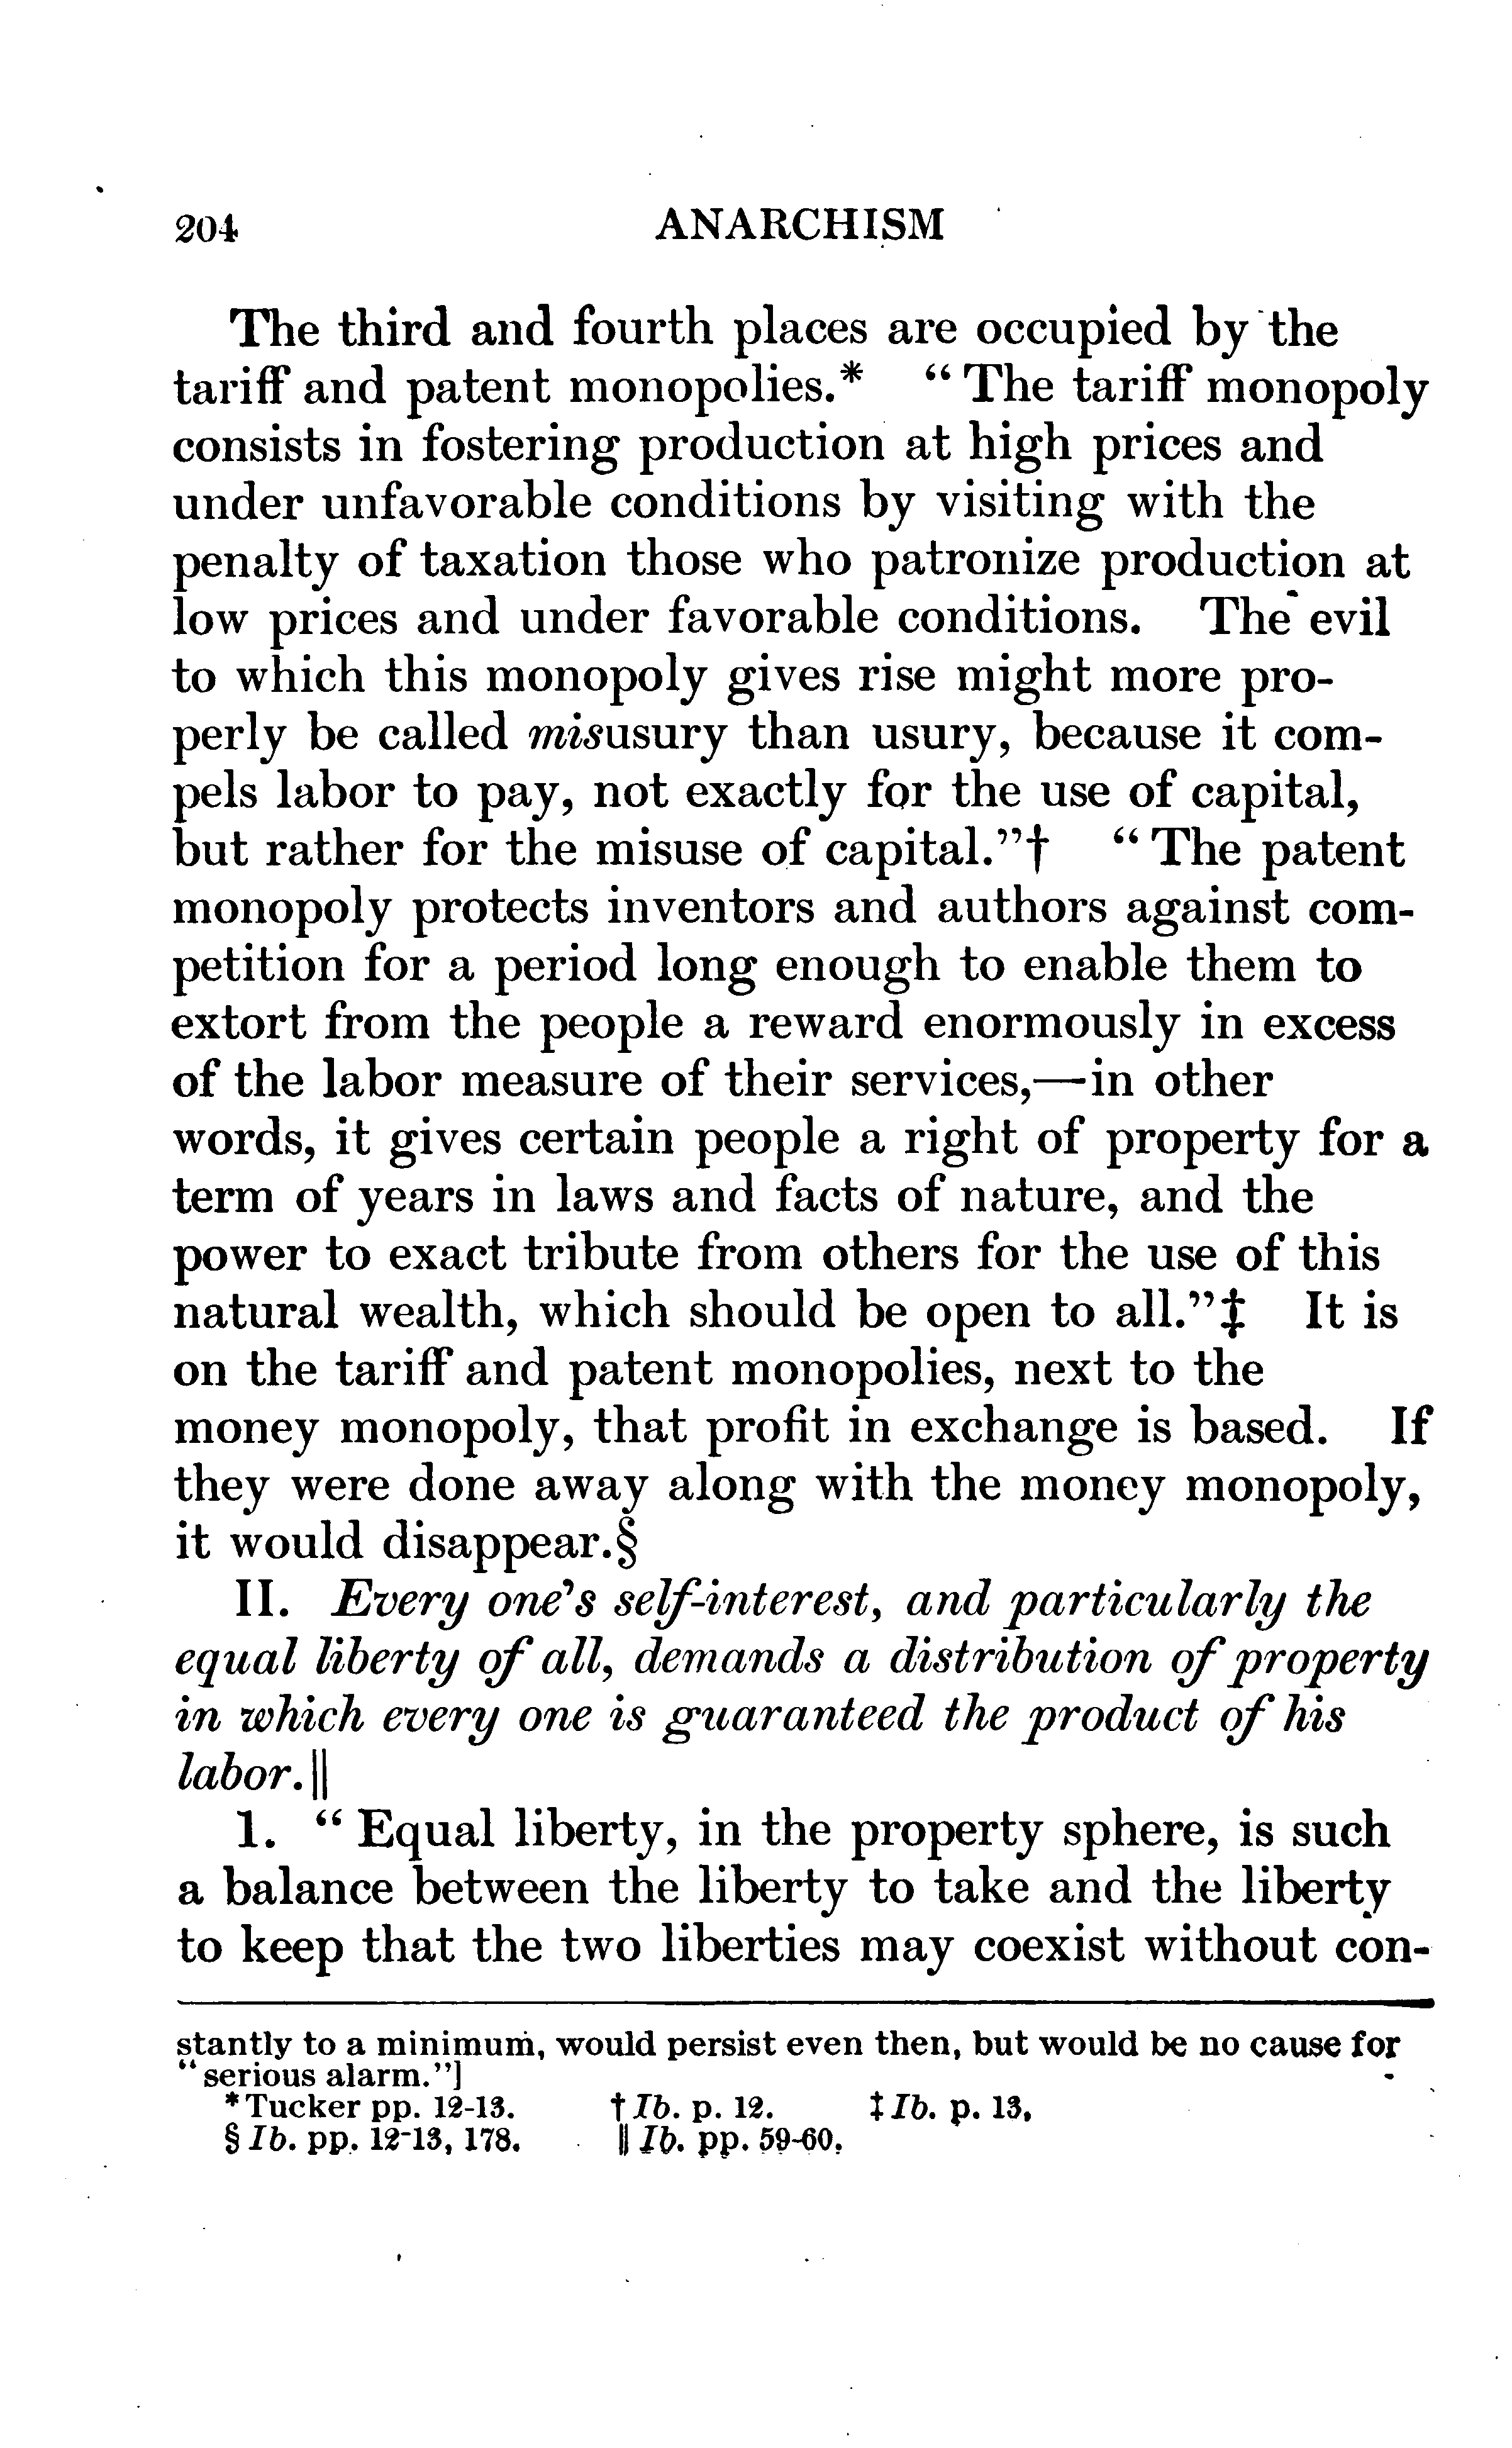 204 ANARCHISM
The third and fourth places are occupied by the
tariff and patent monopolies.* “ The tariff monopoly
consists in fostering production at high prices and
under unfavorable conditions by visiting with the
penalty of taxation those who patronize production at
low prices and under favorable conditions. The evil
to which this monopoly gives rise might more pro-
perly be called misusury than usury, because it com-
pels labor to pay, not exactly for the use of capital,
but rather for the misuse of capital.”† “ The patent
monopoly protects inventors and authors against com-
petition for a period long enough to enable them to
extort from the people a reward enormously in excess
of the labor measure of their services,—in other
words, it gives certain people a right of property for a
term of years in laws and facts of nature, and the
power to exact tribute from others for the use of this
natural wealth, which should be open to all.”‡ It is
on the tariff and patent monopolies, next to the
money monopoly, that profit in exchange is based. If
they were done away along with the money monopoly,
it would disappear.§
II. Every one’s self-interest, and particularly the
equal liberty of all, demands a distribution of property
in which every one is guaranteed the product of his
labor.||
1. “ Equal liberty, in the property sphere, is such
a balance between the liberty to take and the liberty
to keep that the two liberties may coexist without con-
stantly to a minimum, would persist even then, but would be no cause for
“ serious alarm.”]
* Tucker pp. 12-13. † Ib. p. 12. ‡ Ib. p. 13.
§ Ib. pp. 12-13, 178. || Ib. pp. 59-60.